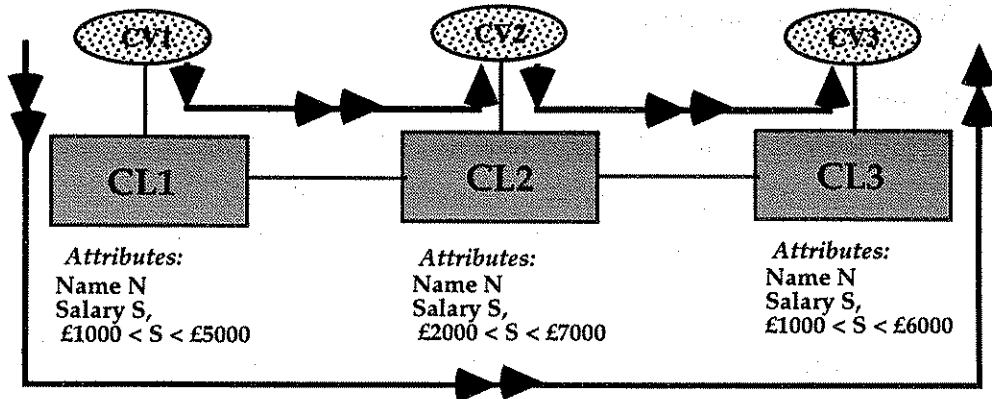 CV1
CV2
CV3
CL1
CL2
CL3
Attributes:
Name N
Salary S,
£1000 < S < £5000
Attributes:
Name N
Salary S,
£2000 < S < £7000
Attributes:
Name N
Salary S,
£1000 < S < £6000